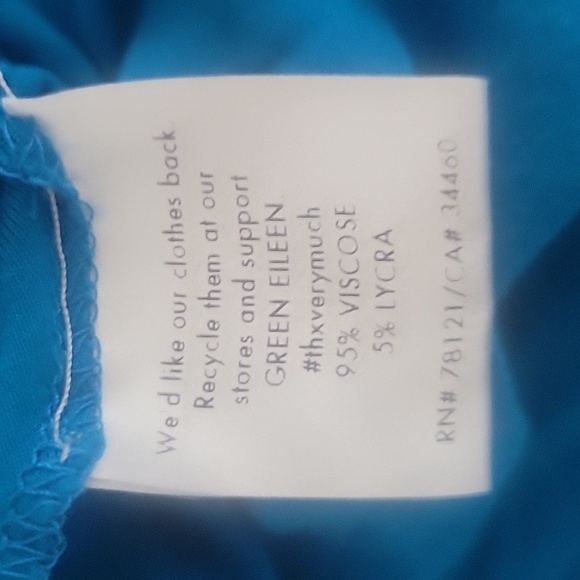 We'd like our clothes back.
Recycle them at our
stores and support
GREEN EILEEN.
#thxverymuch
95% VISCOSE
5% LYCRA
RN# 78121/CA# 34460